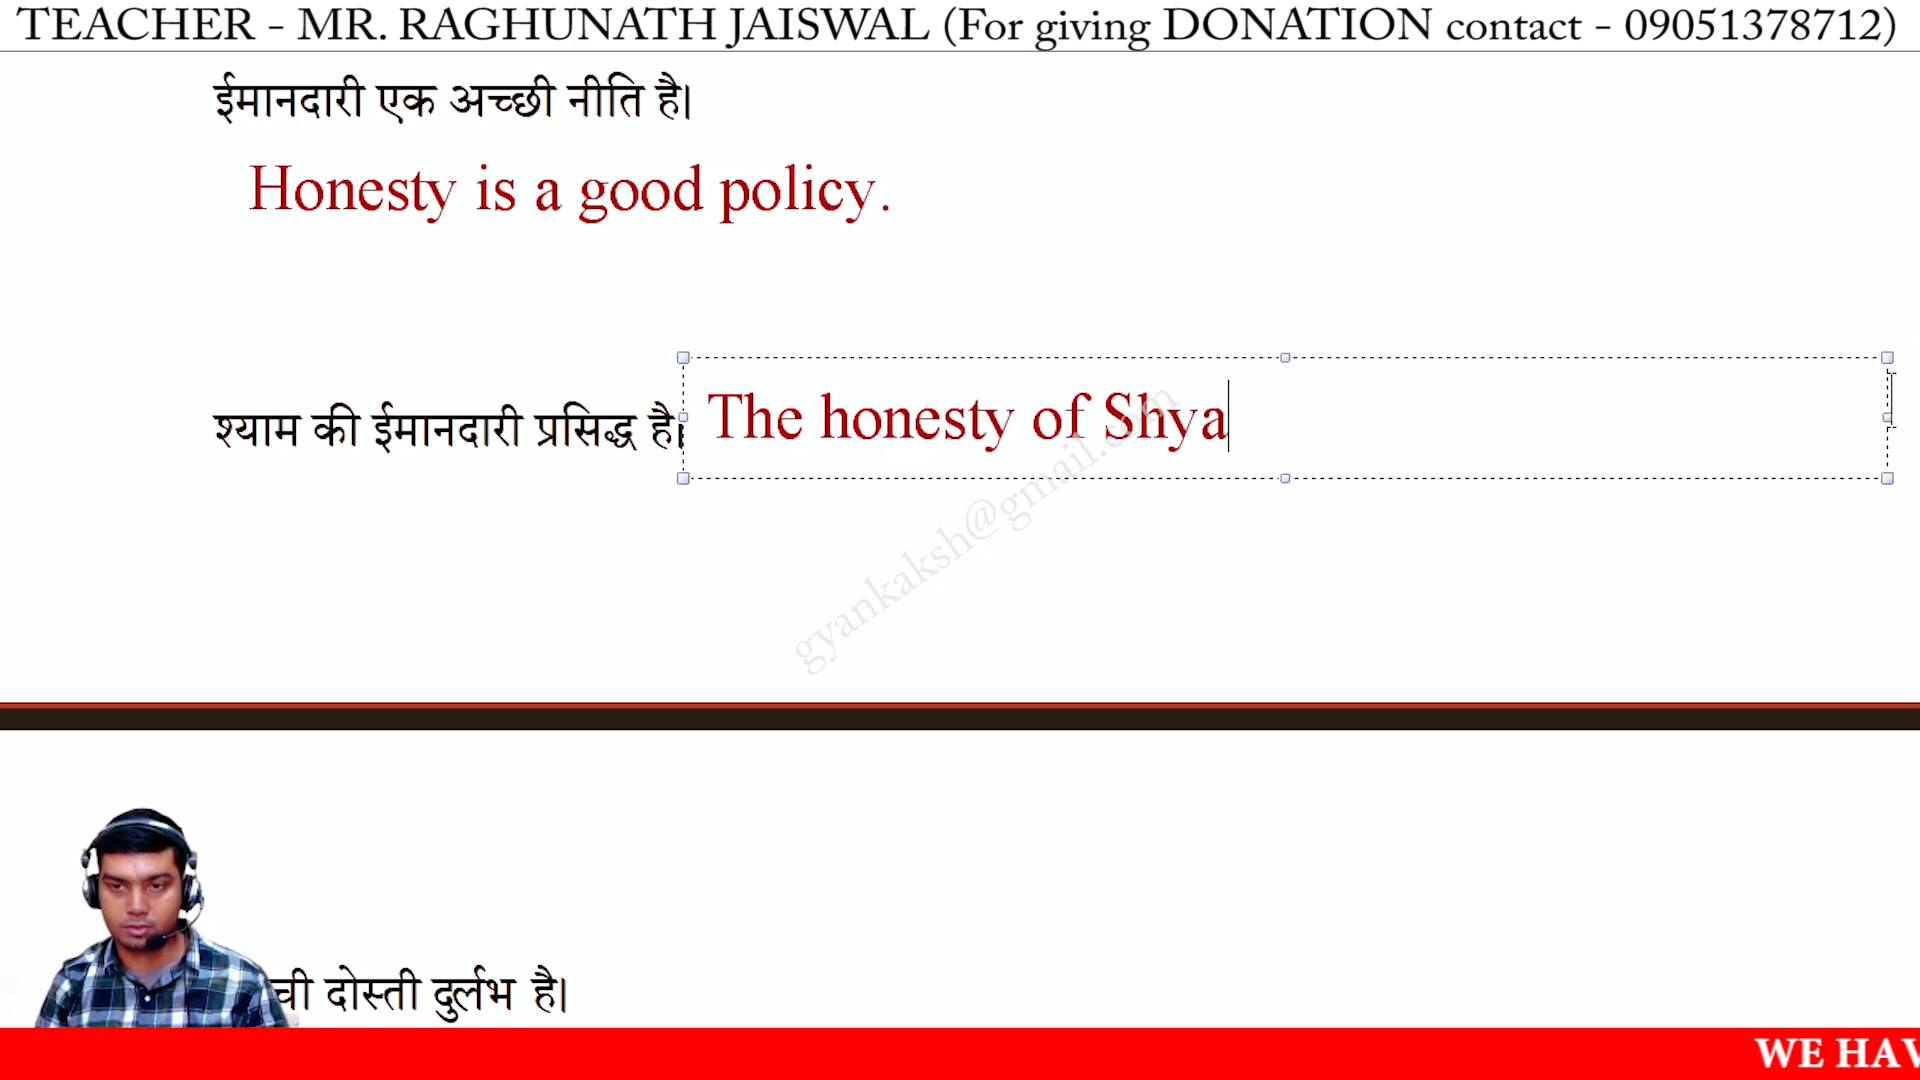 TEACHER - MR. RAGHUNATH JAISWAL (For giving DONATION contact - 09051378712)
ईमानदारी एक अच्छी नीति है।
Honesty is a good policy.
श्याम की ईमानदारी प्रसिद्ध है। The honesty of Shya
gyankaksh@gmail.com
दोस्ती दुर्लभ है।
WE